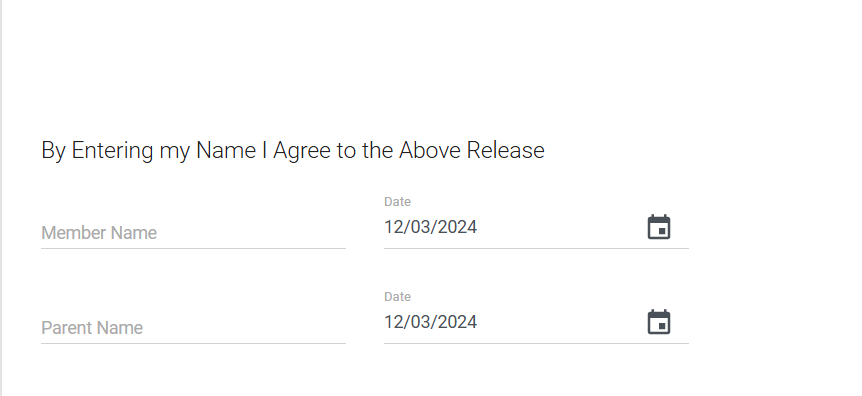 By Entering my Name I Agree to the Above Release
Date
Member Name
12/03/2024
Date
Parent Name
12/03/2024